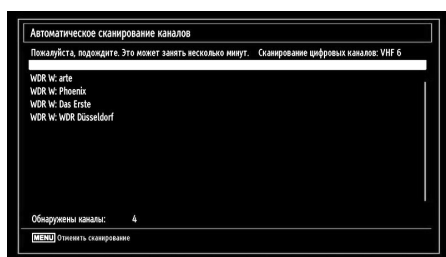 Автоматическое сканирование каналов
Пожалуйста, подождите. Это может занять несколько минут. Сканирование цифровых каналов: VHF 6
WDR W: arte
WDR W: Phoenix
WDR W: Das Erste
WDR W: WDR Düsseldorf
Обнаружены каналы: 4
MENU Отменить сканирование